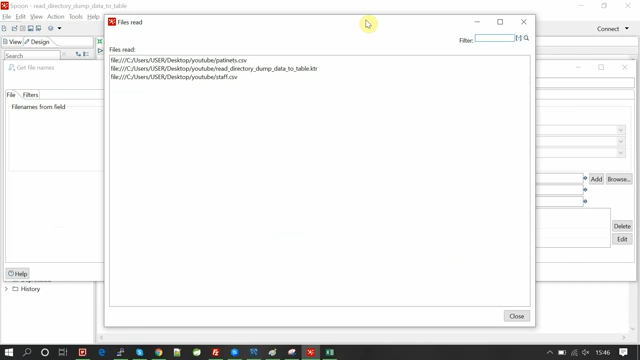 Spoon - read_directory_dump_data_to_table
File Edit View Action Tools Help
Connect
View Design
Search
Get file names
File Filters
Filenames from field
Files read
Filter:
Files read:
file:///C:/Users/USER/Desktop/youtube/patinets.csv
file:///C:/Users/USER/Desktop/youtube/read_directory_dump_data_to_table.ktr
file:///C:/Users/USER/Desktop/youtube/staff.csv
Add Browse...
Delete
Edit
Help
History
Close
15:46